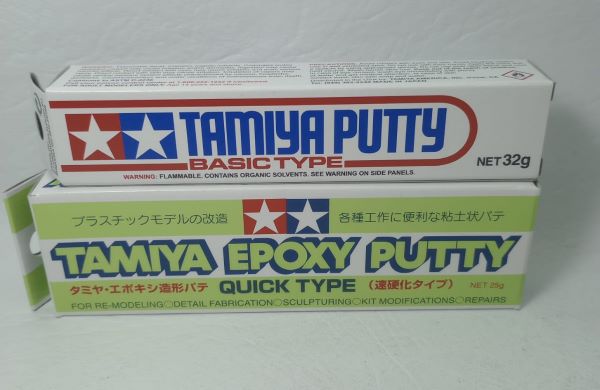 TAMIYA PUTTY
BASIC TYPE
NET 32g
WARNING: FLAMMABLE. CONTAINS ORGANIC SOLVENTS. SEE WARNING ON SIDE PANELS.
プラスチックモデルの改造
各種工作に便利な粘土状パテ
TAMIYA EPOXY PUTTY
タミヤ・エポキシ造形パテ QUICK TYPE (速硬化タイプ) NET 25g
FOR RE-MODELING○DETAIL FABRICATION○SCULPTURING○KIT MODIFICATIONS○REPAIRS